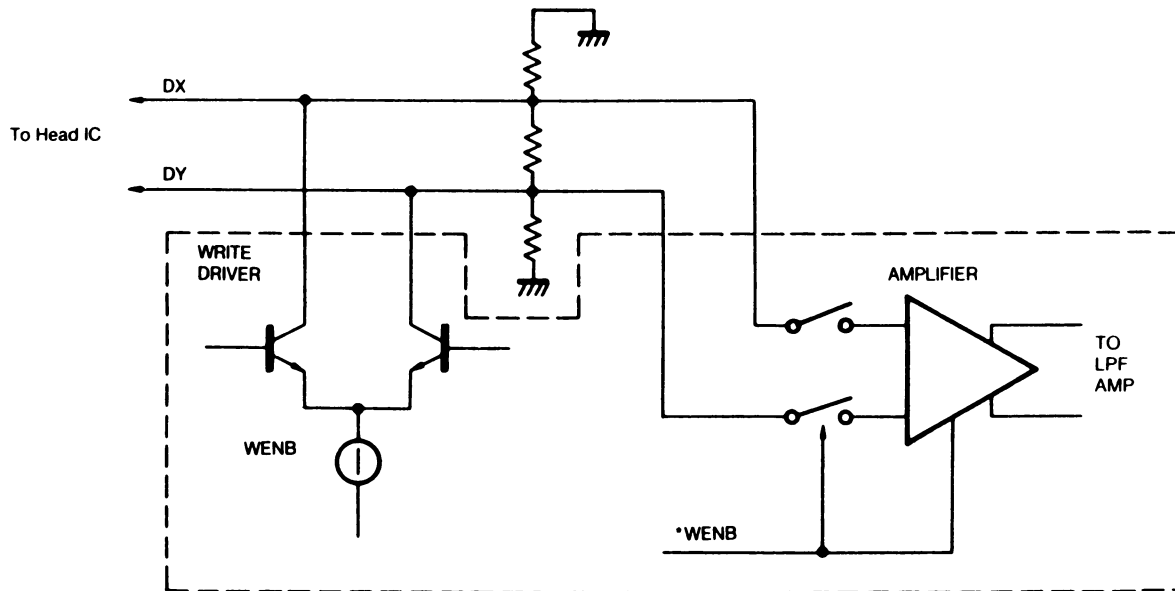 DX
To Head IC
DY
WRITE
DRIVER
AMPLIFIER
TO
LPF
AMP
WENB
*WENB